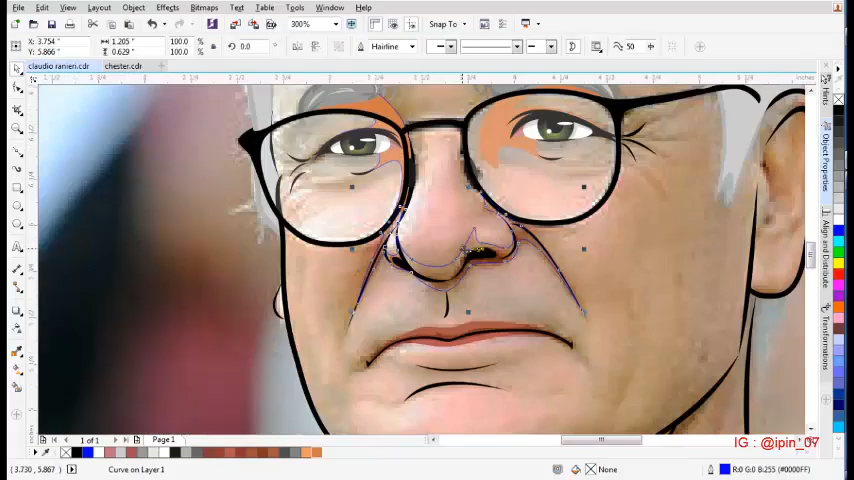 File Edit View Layout Object Effects Bitmaps Text Table Tools Window Help
300% Snap To
X: 3.754 " 1.205 " 100.0 %
Y: 5.866 " 0.629 " 100.0
0.0 Hairline 50
claudio ranieri.cdr chester.cdr
inches
Hints
Object Properties
Align and Distribute
Transformations
1 of 1 Page 1
IG : @ipin_07
(3.730, 5.867) Curve on Layer 1 None R:0 G:0 B:255 (#0000FF)